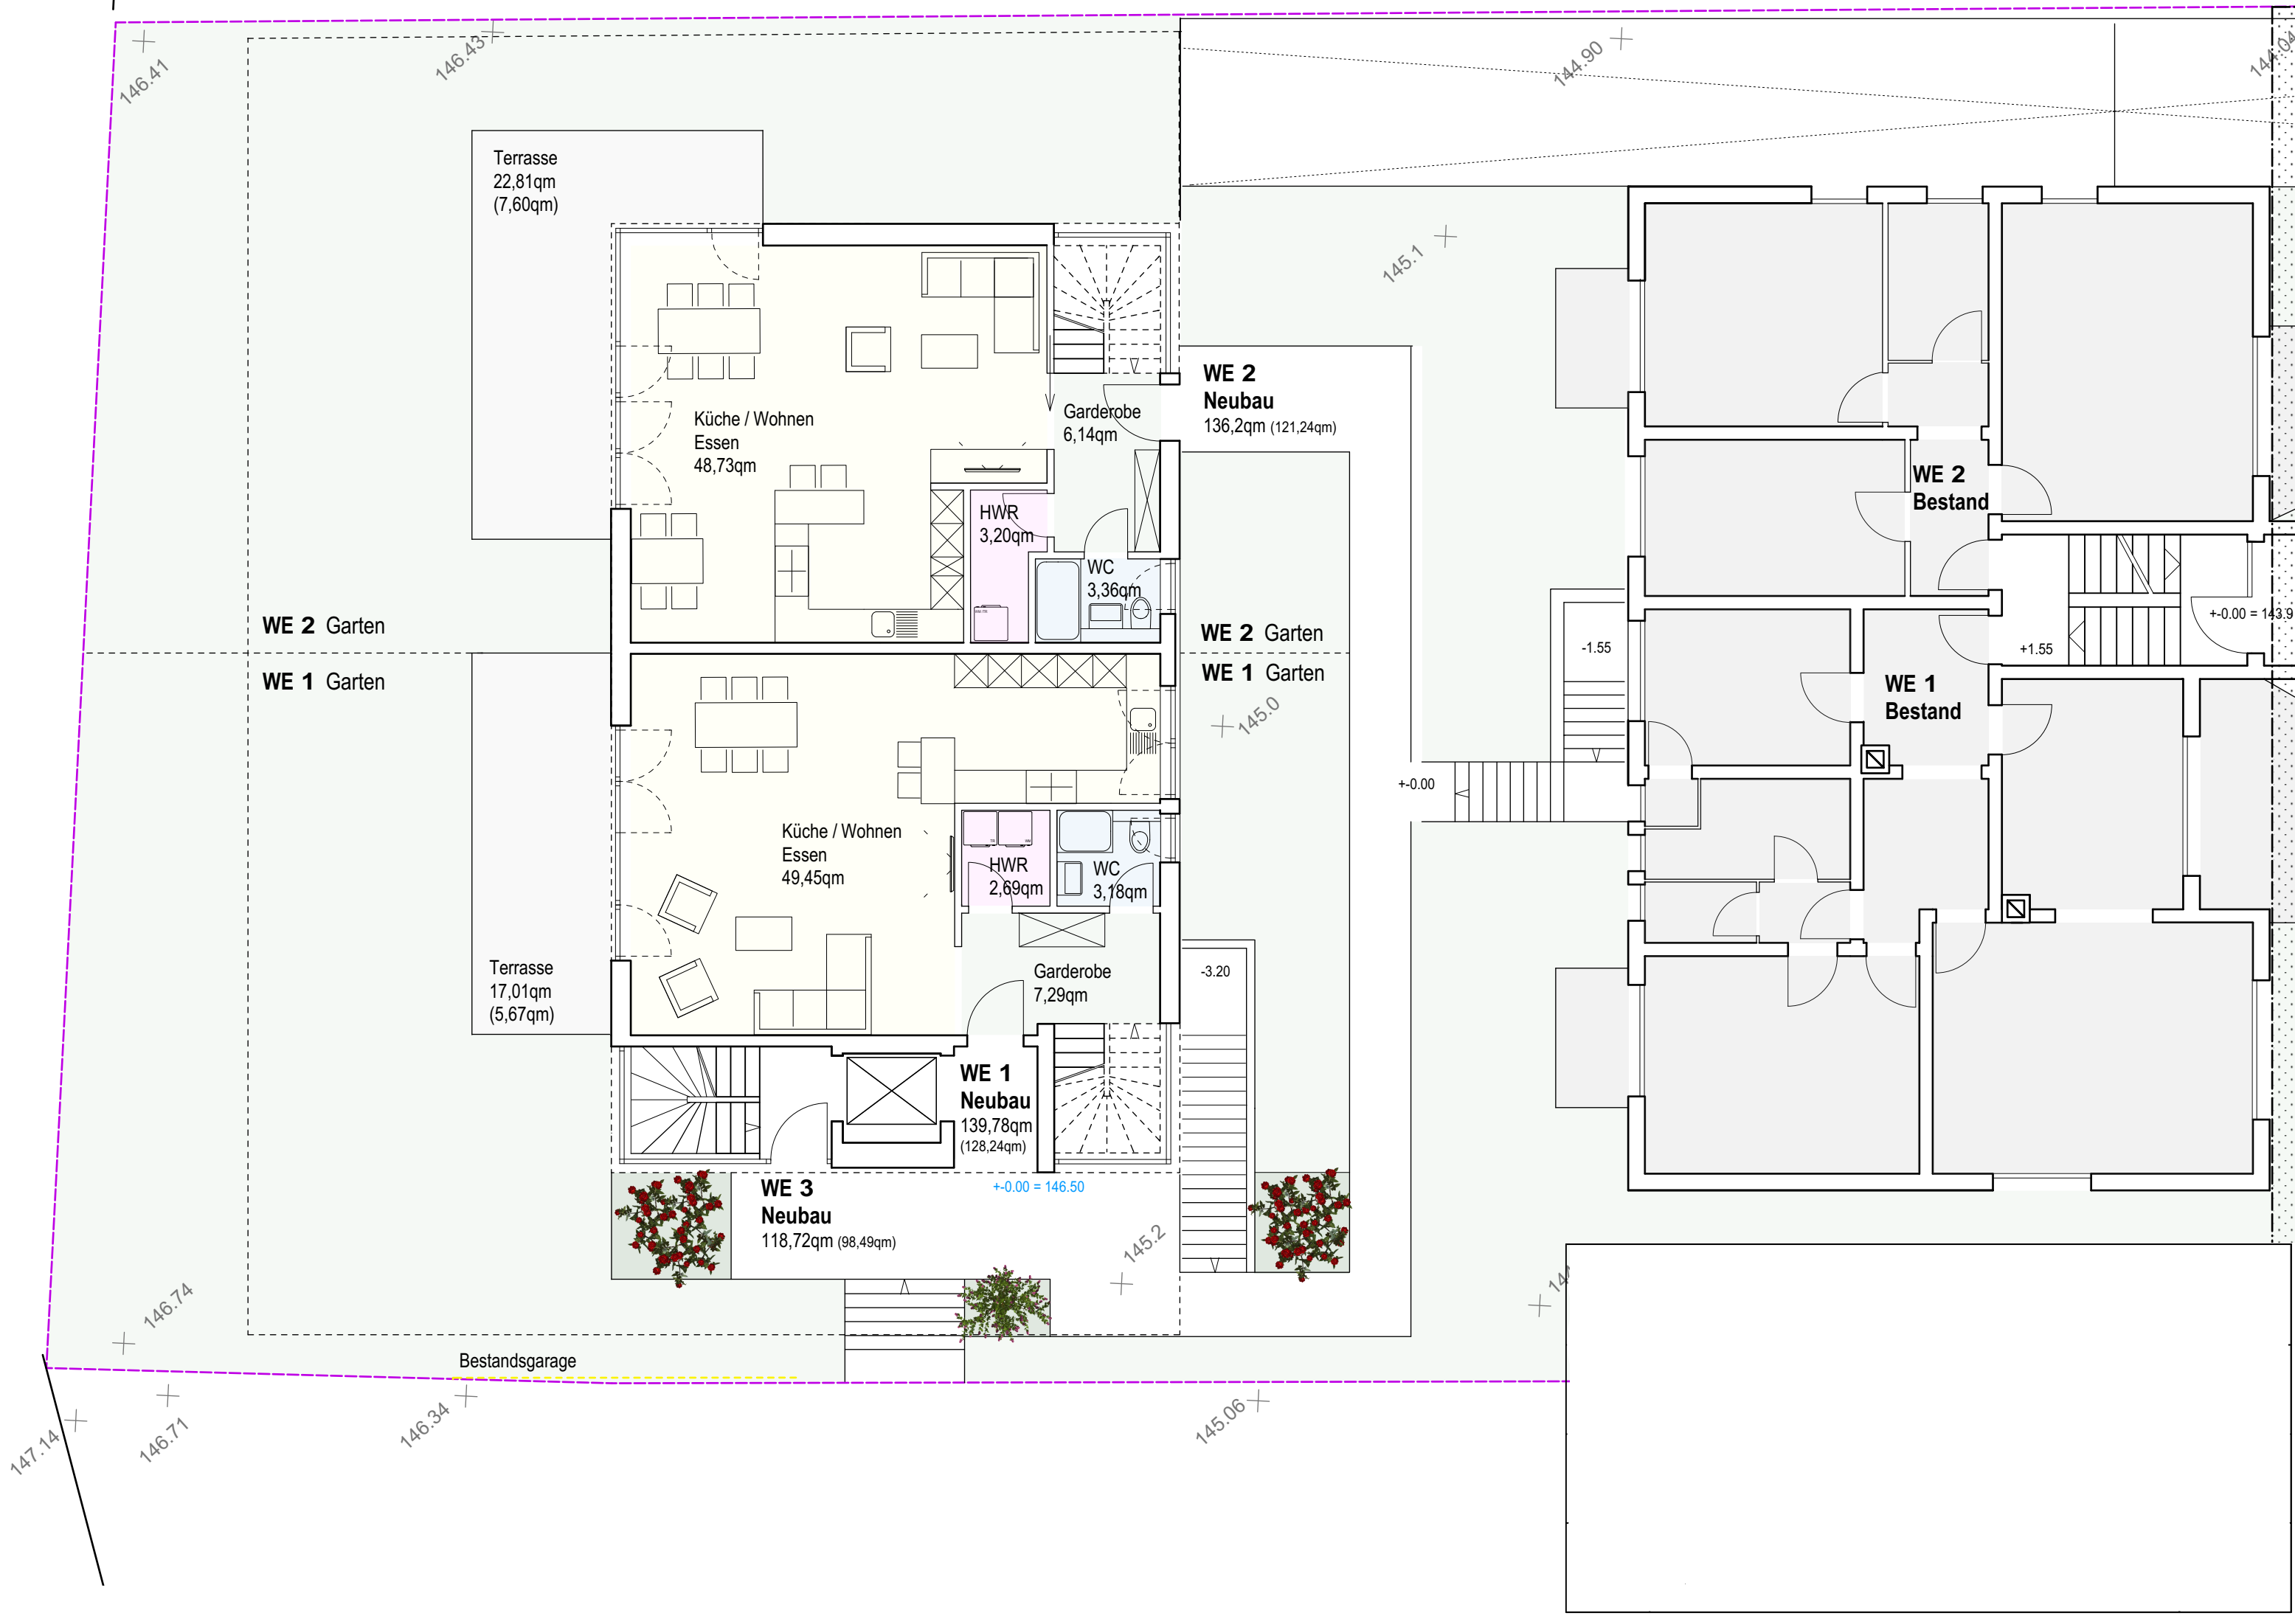 146.41
146.43
144.90
144.04
Terrasse
22,81qm
(7,60qm)
145.1
WE 2
Neubau
136,2qm (121,24qm)
Garderobe
6,14qm
Küche / Wohnen
Essen
48,73qm
HWR
3,20qm
WC
3,36qm
WE 2
Bestand
WE 2 Garten
WE 1 Garten
WE 2 Garten
WE 1 Garten
145.0
-1.55
+1.55
+-0.00 = 143.9
WE 1
Bestand
+-0.00
Küche / Wohnen
Essen
49,45qm
HWR
2,69qm
WC
3,18qm
Terrasse
17,01qm
(5,67qm)
Garderobe
7,29qm
-3.20
WE 1
Neubau
139,78qm
(128,24qm)
+-0.00 = 146.50
WE 3
Neubau
118,72qm (98,49qm)
145.2
146.74
Bestandsgarage
147.14
146.71
146.34
145.06